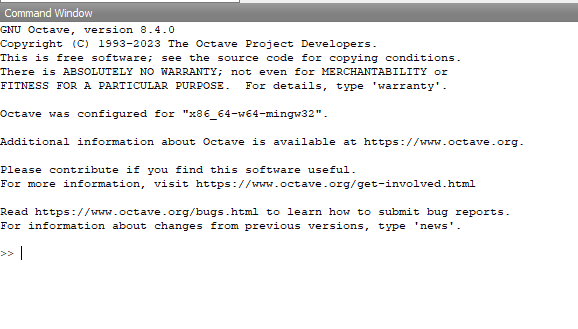 Command Window
GNU Octave, version 8.4.0
Copyright (C) 1993-2023 The Octave Project Developers.
This is free software; see the source code for copying conditions.
There is ABSOLUTELY NO WARRANTY; not even for MERCHANTABILITY or
FITNESS FOR A PARTICULAR PURPOSE.  For details, type 'warranty'.
Octave was configured for "x86_64-w64-mingw32".
Additional information about Octave is available at https://www.octave.org.
Please contribute if you find this software useful.
For more information, visit https://www.octave.org/get-involved.html
Read https://www.octave.org/bugs.html to learn how to submit bug reports.
For information about changes from previous versions, type 'news'.
>>